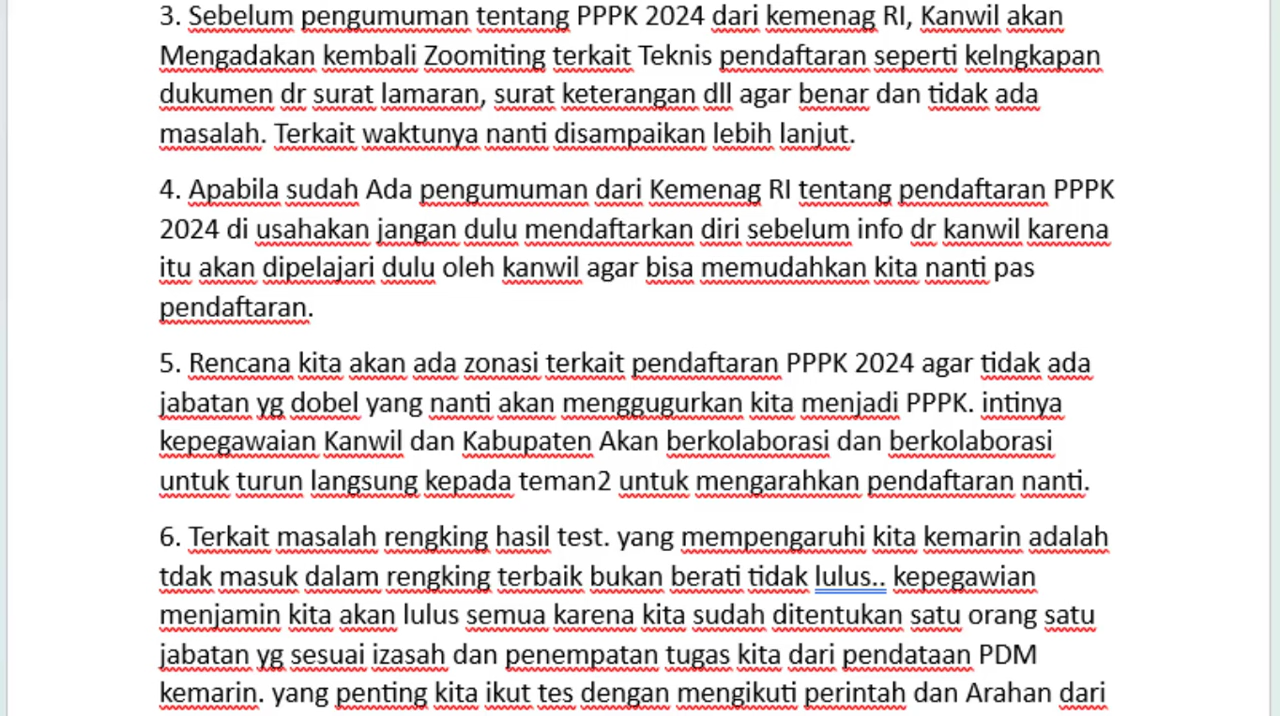 3. Sebelum pengumuman tentang PPPK 2024 dari kemenag RI, Kanwil akan
Mengadakan kembali Zoomiting terkait Teknis pendaftaran seperti kelngkapan
dukumen dr surat lamaran, surat keterangan dll agar benar dan tidak ada
masalah. Terkait waktunya nanti disampaikan lebih lanjut.
4. Apabila sudah Ada pengumuman dari Kemenag RI tentang pendaftaran PPPK
2024 di usahakan jangan dulu mendaftarkan diri sebelum info dr kanwil karena
itu akan dipelajari dulu oleh kanwil agar bisa memudahkan kita nanti pas
pendaftaran.
5. Rencana kita akan ada zonasi terkait pendaftaran PPPK 2024 agar tidak ada
jabatan yg dobel yang nanti akan menggugurkan kita menjadi PPPK. intinya
kepegawaian Kanwil dan Kabupaten Akan berkolaborasi dan berkolaborasi
untuk turun langsung kepada teman2 untuk mengarahkan pendaftaran nanti.
6. Terkait masalah rengking hasil test. yang mempengaruhi kita kemarin adalah
tdak masuk dalam rengking terbaik bukan berati tidak lulus.. kepegawian
menjamin kita akan lulus semua karena kita sudah ditentukan satu orang satu
jabatan yg sesuai izasah dan penempatan tugas kita dari pendataan PDM
kemarin. yang penting kita ikut tes dengan mengikuti perintah dan Arahan dari